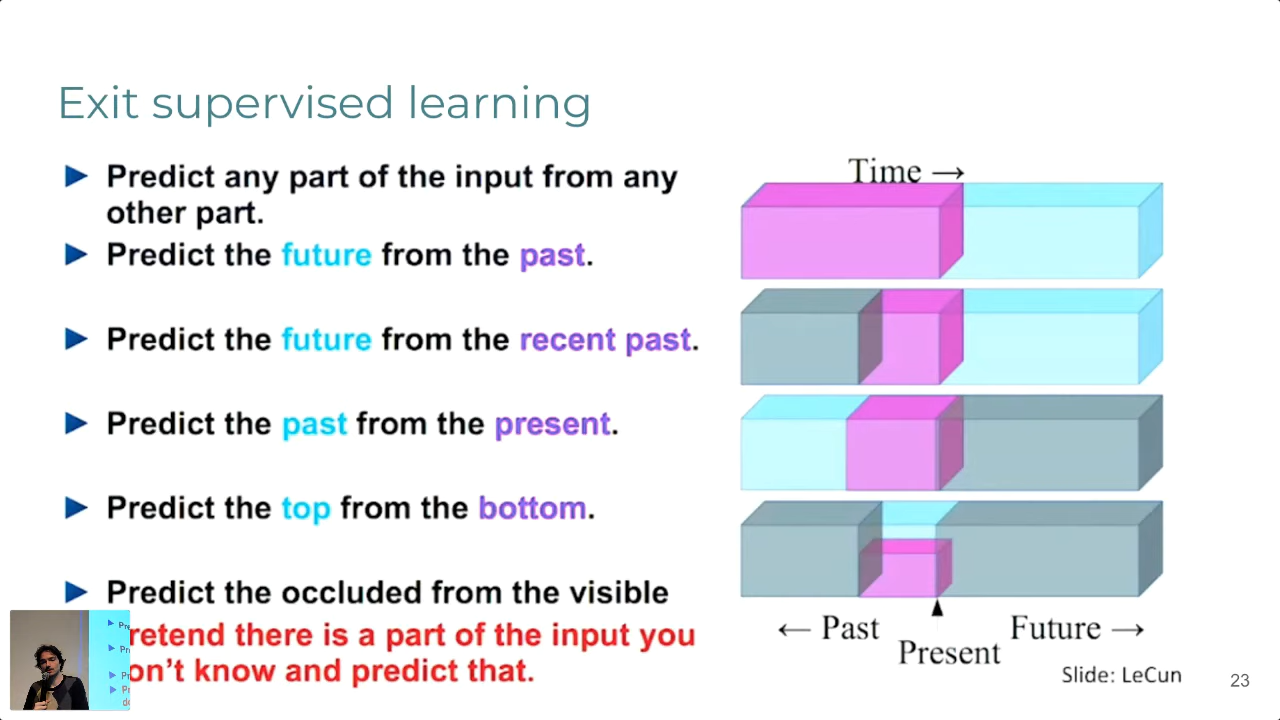 Exit supervised learning
Predict any part of the input from any
other part.
Predict the future from the past.
Predict the future from the recent past.
Predict the past from the present.
Predict the top from the bottom.
Predict the occluded from the visible
retend there is a part of the input you
on't know and predict that.
Time →
← Past
Present
Future →
Slide: LeCun
23